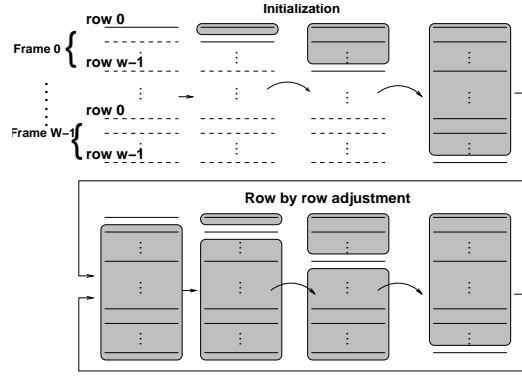 Initialization
row 0
Frame 0 {
row w-1
row 0
Frame W-1 {
row w-1
Row by row adjustment